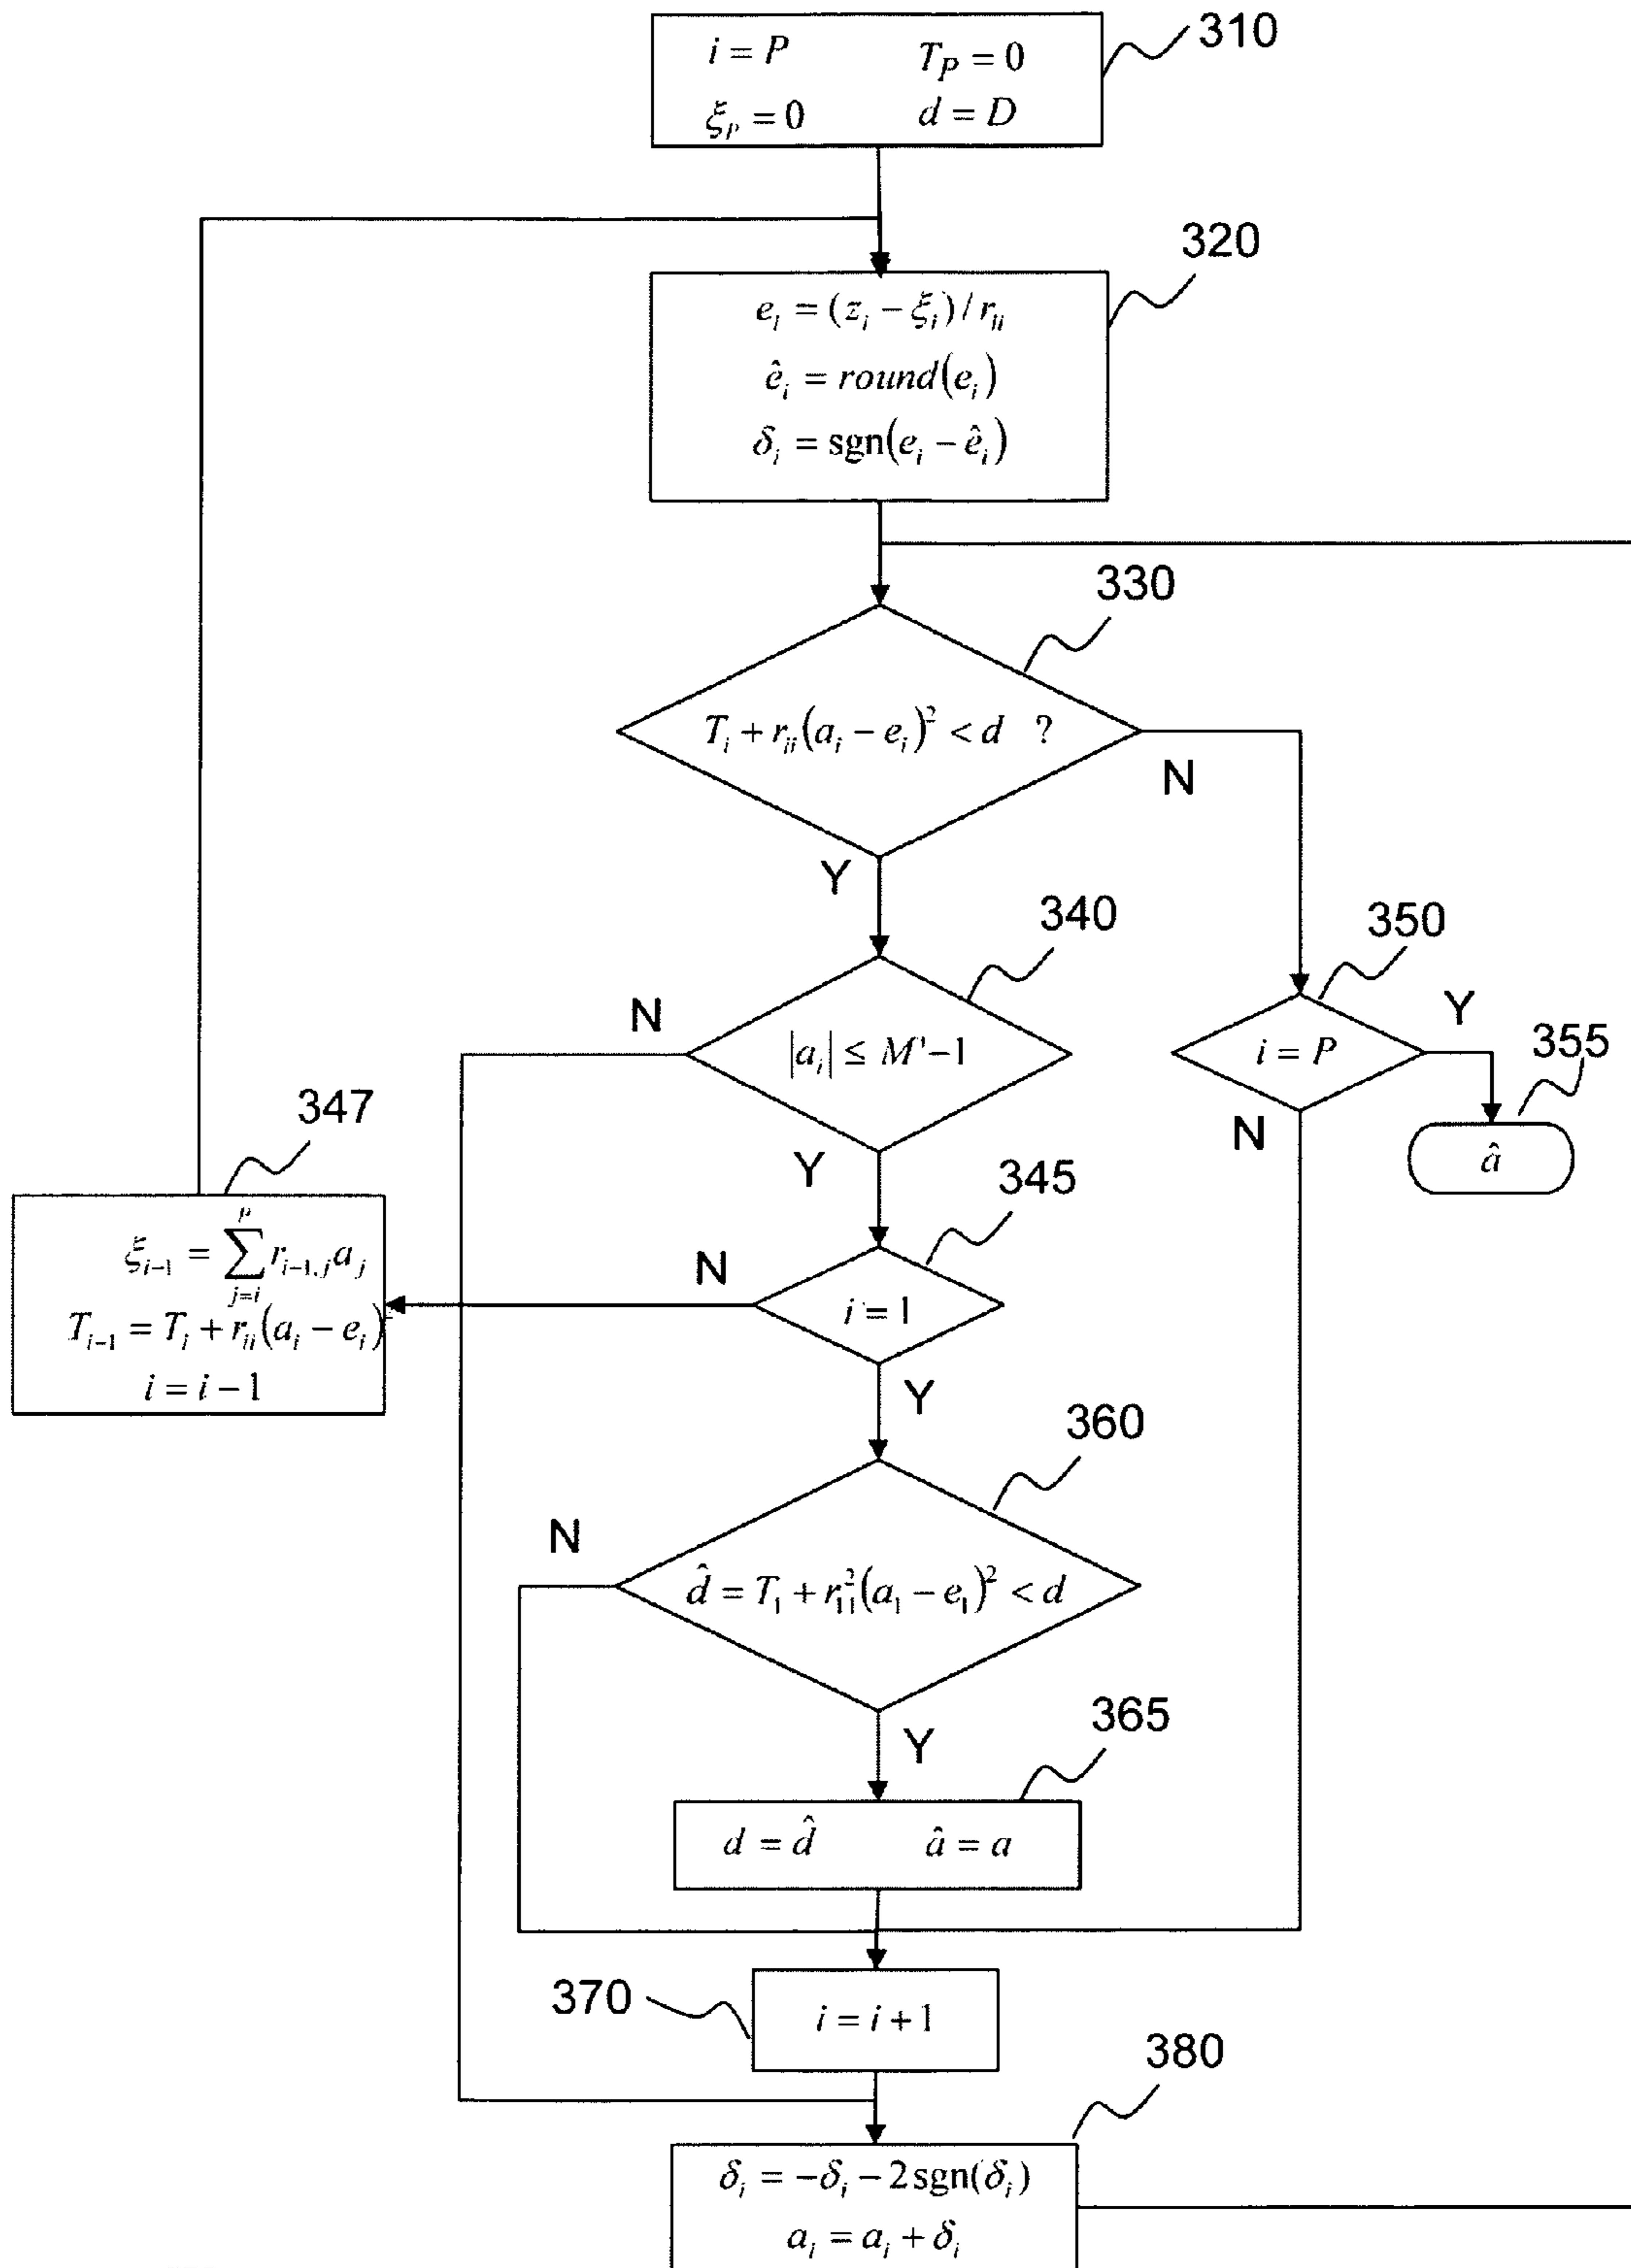 i = P T_P = 0
ξ_P = 0 d = D
310
320
e_i = (z_i − ξ_i) / r_ii
ê_i = round(e_i)
δ_i = sgn(e_i − ê_i)
330
T_i + r_ii(a_i − e_i)² < d ?
N
Y
340
N
|a_i| ≤ M'−1
Y
350
Y
i = P
N
355
â
347
ξ_{i−1} = Σ_{j=i}^{P} r_{i−1,j} a_j
T_{i−1} = T_i + r_ii(a_i − e_i)
i = i − 1
345
N
i = 1
Y
360
N
d̂ = T_1 + r_11²(a_1 − e_1)² < d
Y
365
d = d̂ â = a
370
i = i + 1
380
δ_i = −δ_i − 2 sgn(δ_i)
a_i = a_i + δ_i